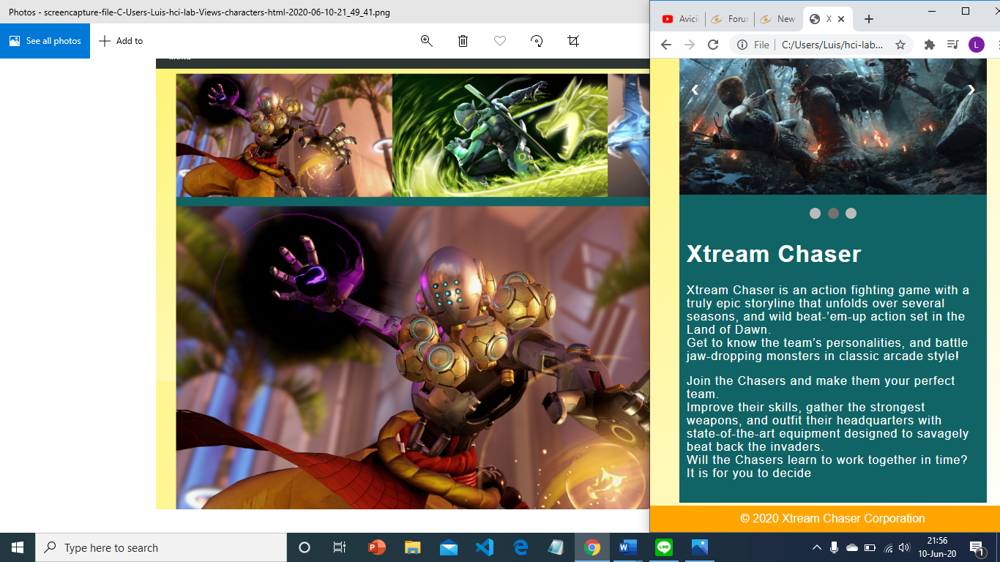 Photos - screencapture-file-C-Users-Luis-hci-lab-Views-characters-html-2020-06-10-21_49_41.png
See all photos
Add to
Avicii
Foru
New
X
File
C:/Users/Luis/hci-lab...
L
Xtream Chaser
Xtream Chaser is an action fighting game with a
truly epic storyline that unfolds over several
seasons, and wild beat-'em-up action set in the
Land of Dawn.
Get to know the team’s personalities, and battle
jaw-dropping monsters in classic arcade style!
Join the Chasers and make them your perfect
team.
Improve their skills, gather the strongest
weapons, and outfit their headquarters with
state-of-the-art equipment designed to savagely
beat back the invaders.
Will the Chasers learn to work together in time?
It is for you to decide
© 2020 Xtream Chaser Corporation
Type here to search
LINE
21:56
10-Jun-20
1